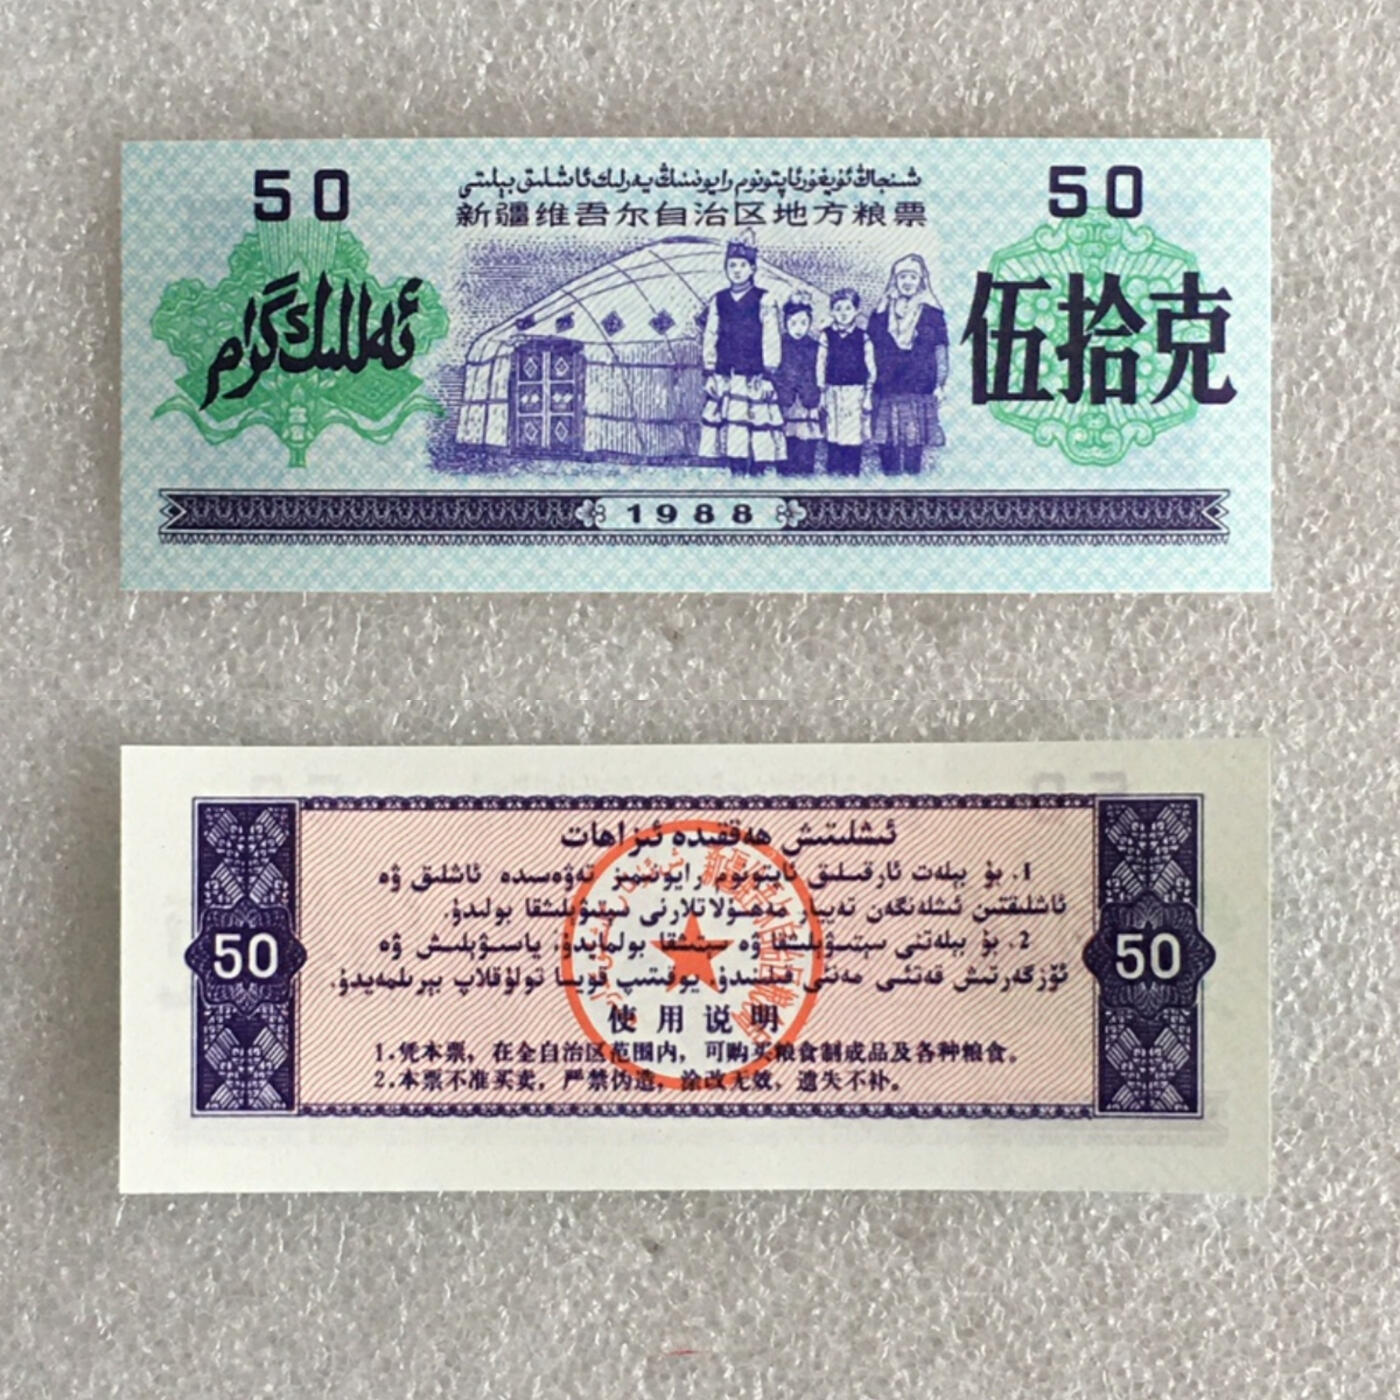 50
شىنجاڭ ئۇيغۇر ئاپتونوم رايونىنىڭ يەرلىك ئاشلىق بېلىتى
50
新疆维吾尔自治区地方粮票
ئەللىك گرام
伍拾克
1988
ئىشلىتىش ھەققىدە ئىزاھات
1. بۇ بېلەت ئارقىلىق ئاپتونوم رايونىمىز تەۋەسىدە ئاشلىق ۋە
ئاشلىقتىن ئىشلەنگەن تەييار مەھسۇلاتلارنى سېتىۋېلىشقا بولىدۇ.
2. بۇ بېلەتنى سېتىۋېلىشقا ۋە سېتىشقا بولمايدۇ، ياسىۋېلىش ۋە
ئۆزگەرتىش قەتئى مەنئى قىلىنىدۇ يوقىتىپ قويسا تولۇقلاپ بېرىلمەيدۇ.
50
50
使用说明
1.凭本票，在全自治区范围内，可购买粮食制成品及各种粮食。
2.本票不准买卖，严禁伪造，涂改无效，遗失不补。